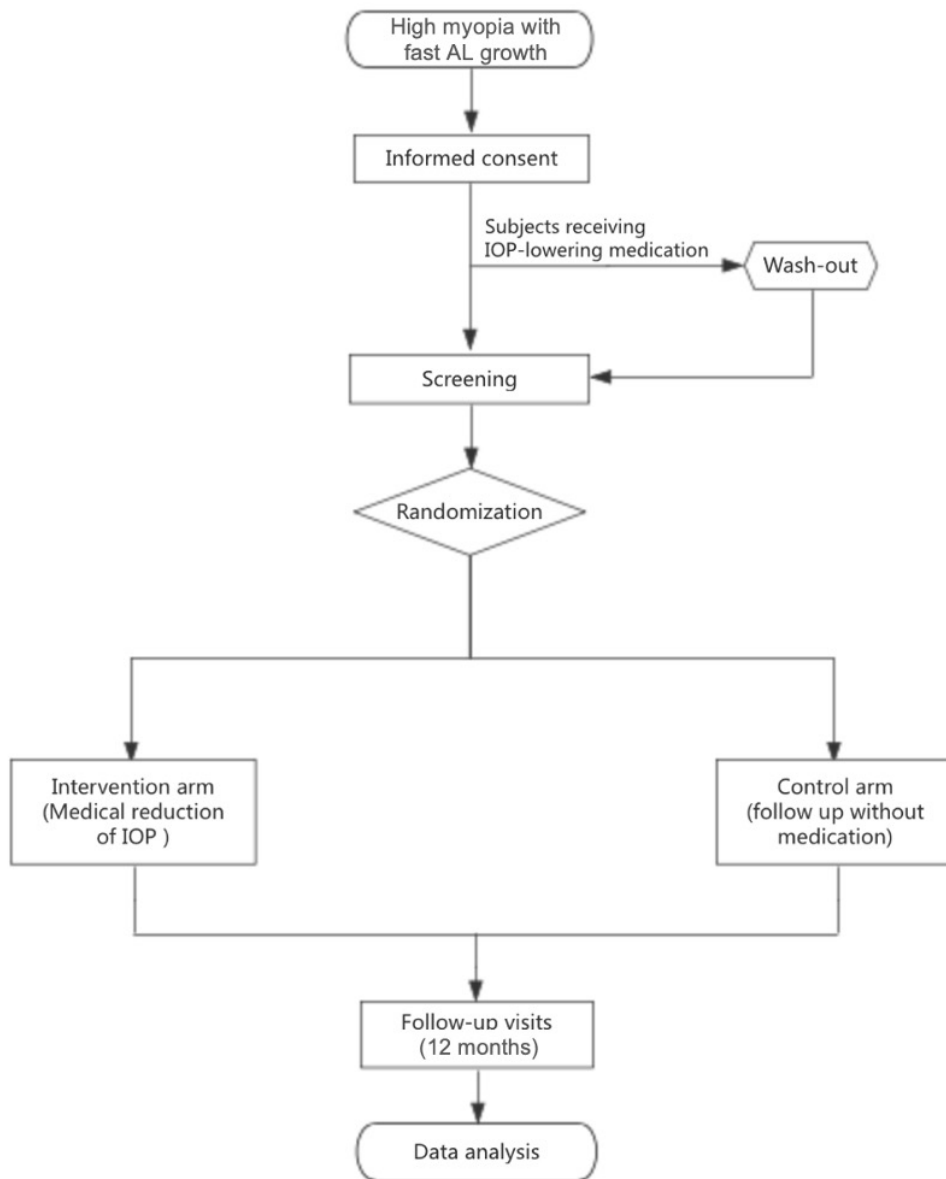 High myopia with
fast AL growth
Informed consent
Subjects receiving
IOP-lowering medication
Wash-out
Screening
Randomization
Intervention arm
(Medical reduction
of IOP )
Control arm
(follow up without
medication)
Follow-up visits
(12 months)
Data analysis